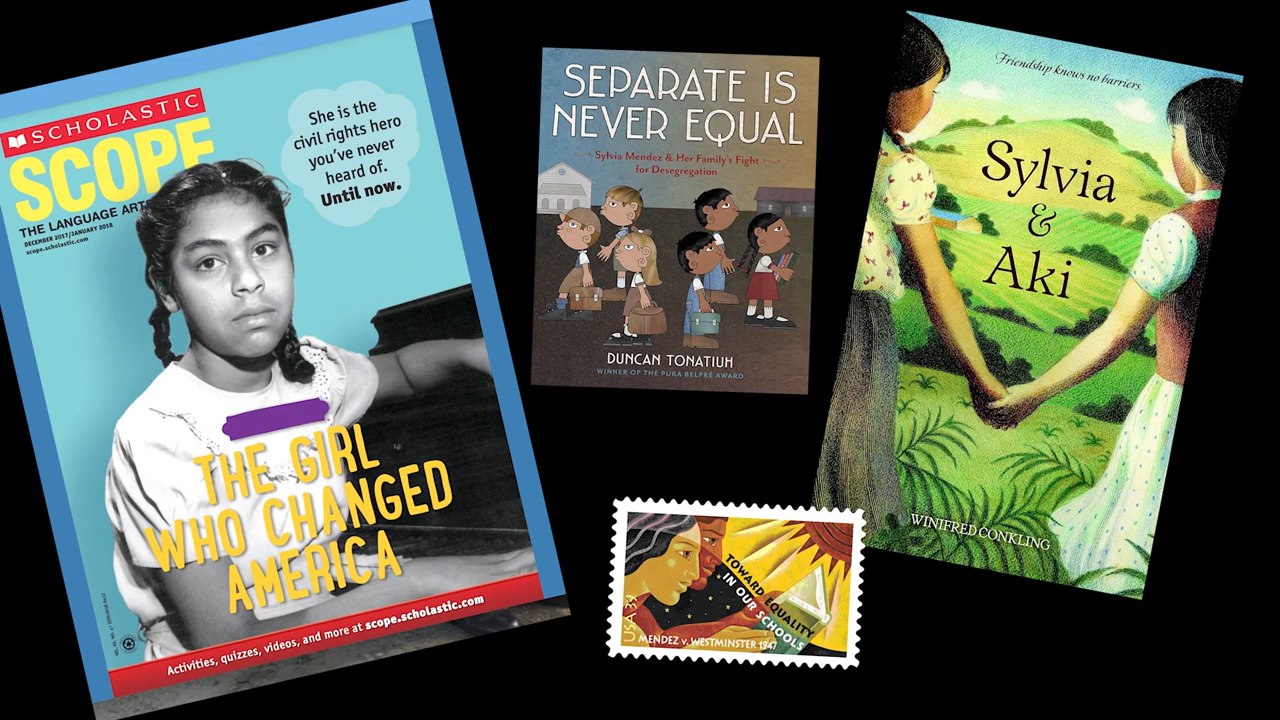 SCHOLASTIC
SCOPE
THE LANGUAGE ARTS
DECEMBER 2017/JANUARY 2018
scope.scholastic.com
She is the
civil rights hero
you've never
heard of.
Until now.
THE GIRL
WHO CHANGED
AMERICA
Activities, quizzes, videos, and more at scope.scholastic.com
SEPARATE IS
NEVER EQUAL
Sylvia Mendez & Her Family's Fight
for Desegregation
DUNCAN TONATIUH
WINNER OF THE PURA BELPRÉ AWARD
Friendship knows no barriers.
Sylvia
&
Aki
WINIFRED CONKLING
TOWARD EQUALITY
IN OUR SCHOOLS
USA 39
MENDEZ v. WESTMINSTER 1947